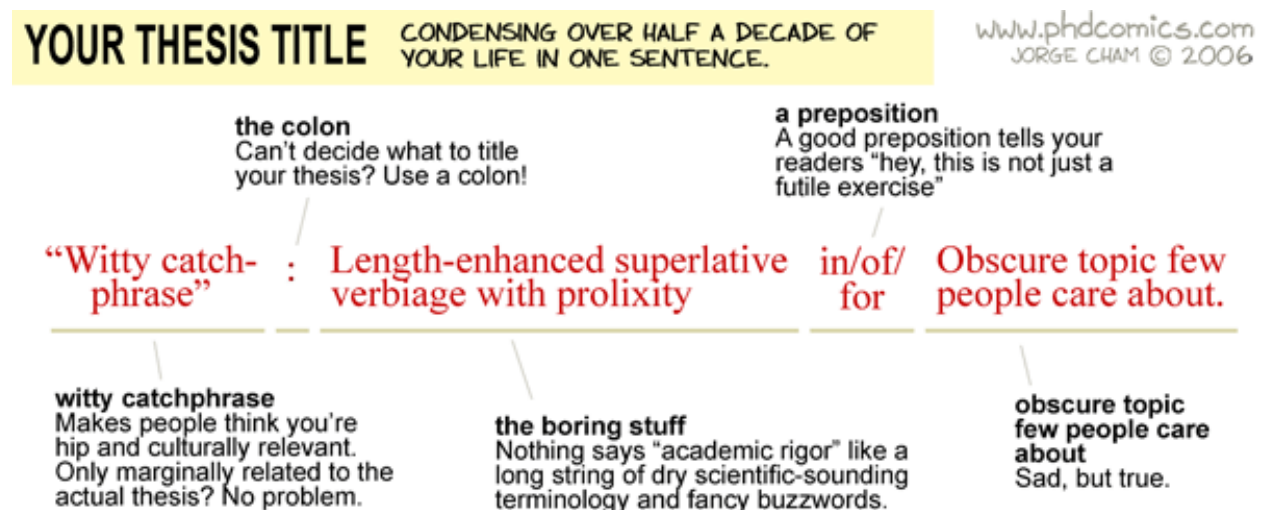 YOUR THESIS TITLE
CONDENSING OVER HALF A DECADE OF
YOUR LIFE IN ONE SENTENCE.
www.phdcomics.com
JORGE CHAM © 2006
the colon
Can't decide what to title
your thesis? Use a colon!
a preposition
A good preposition tells your
readers “hey, this is not just a
futile exercise”
“Witty catch-
phrase”
:
Length-enhanced superlative
verbiage with prolixity
in/of/
for
Obscure topic few
people care about.
witty catchphrase
Makes people think you're
hip and culturally relevant.
Only marginally related to the
actual thesis? No problem.
the boring stuff
Nothing says “academic rigor” like a
long string of dry scientific-sounding
terminology and fancy buzzwords.
obscure topic
few people care
about
Sad, but true.